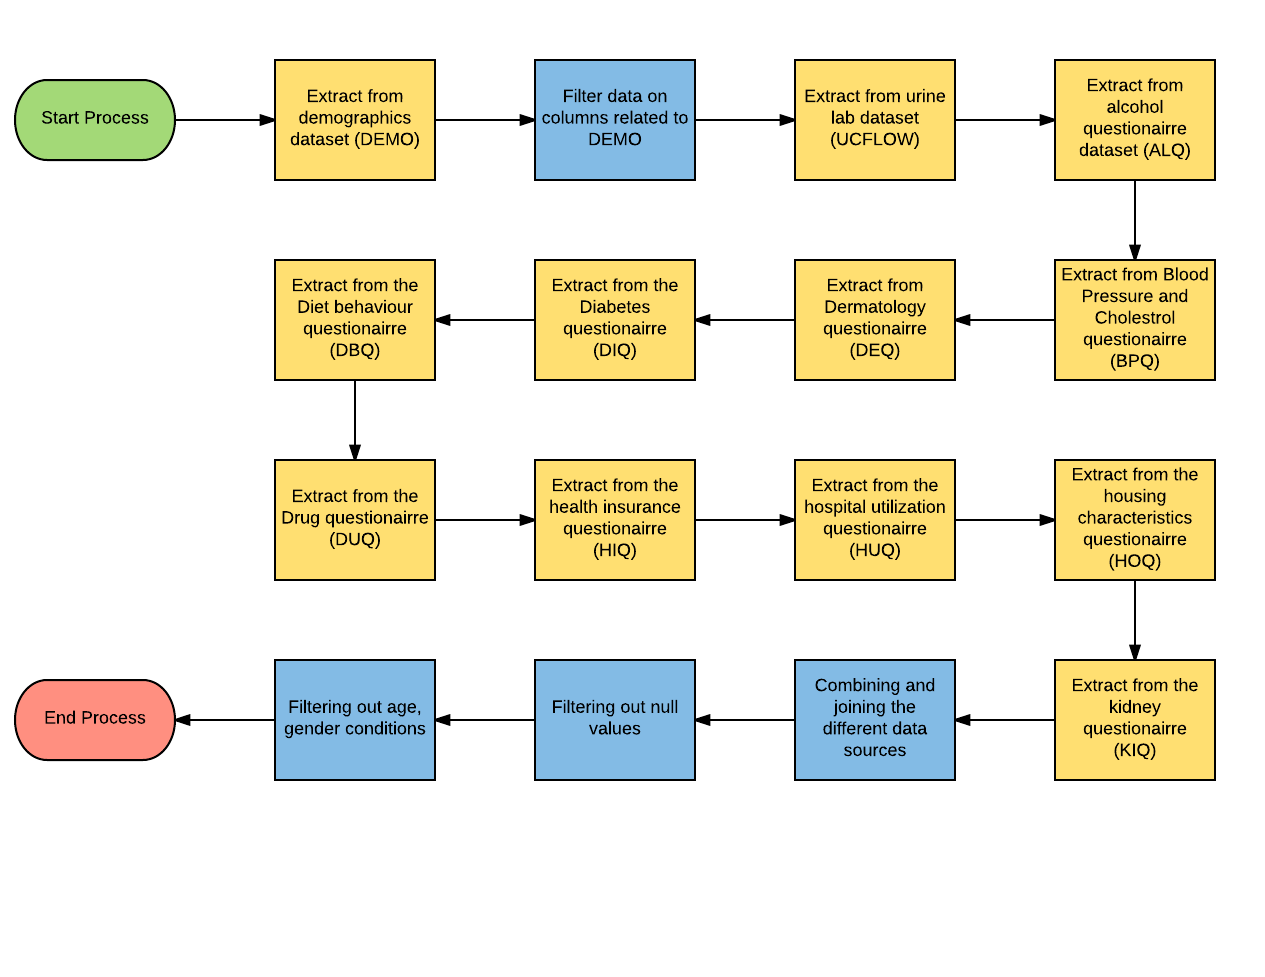 Start Process
Extract from
demographics
dataset (DEMO)
Filter data on
columns related to
DEMO
Extract from urine
lab dataset
(UCFLOW)
Extract from
alcohol
questionairre
dataset (ALQ)
Extract from Blood
Pressure and
Cholestrol
questionairre
(BPQ)
Extract from
Dermatology
questionairre
(DEQ)
Extract from the
Diabetes
questionairre
(DIQ)
Extract from the
Diet behaviour
questionairre
(DBQ)
Extract from the
Drug questionairre
(DUQ)
Extract from the
health insurance
questionairre
(HIQ)
Extract from the
hospital utilization
questionairre
(HUQ)
Extract from the
housing
characteristics
questionairre
(HOQ)
Extract from the
kidney
questionairre
(KIQ)
Combining and
joining the
different data
sources
Filtering out null
values
Filtering out age,
gender conditions
End Process